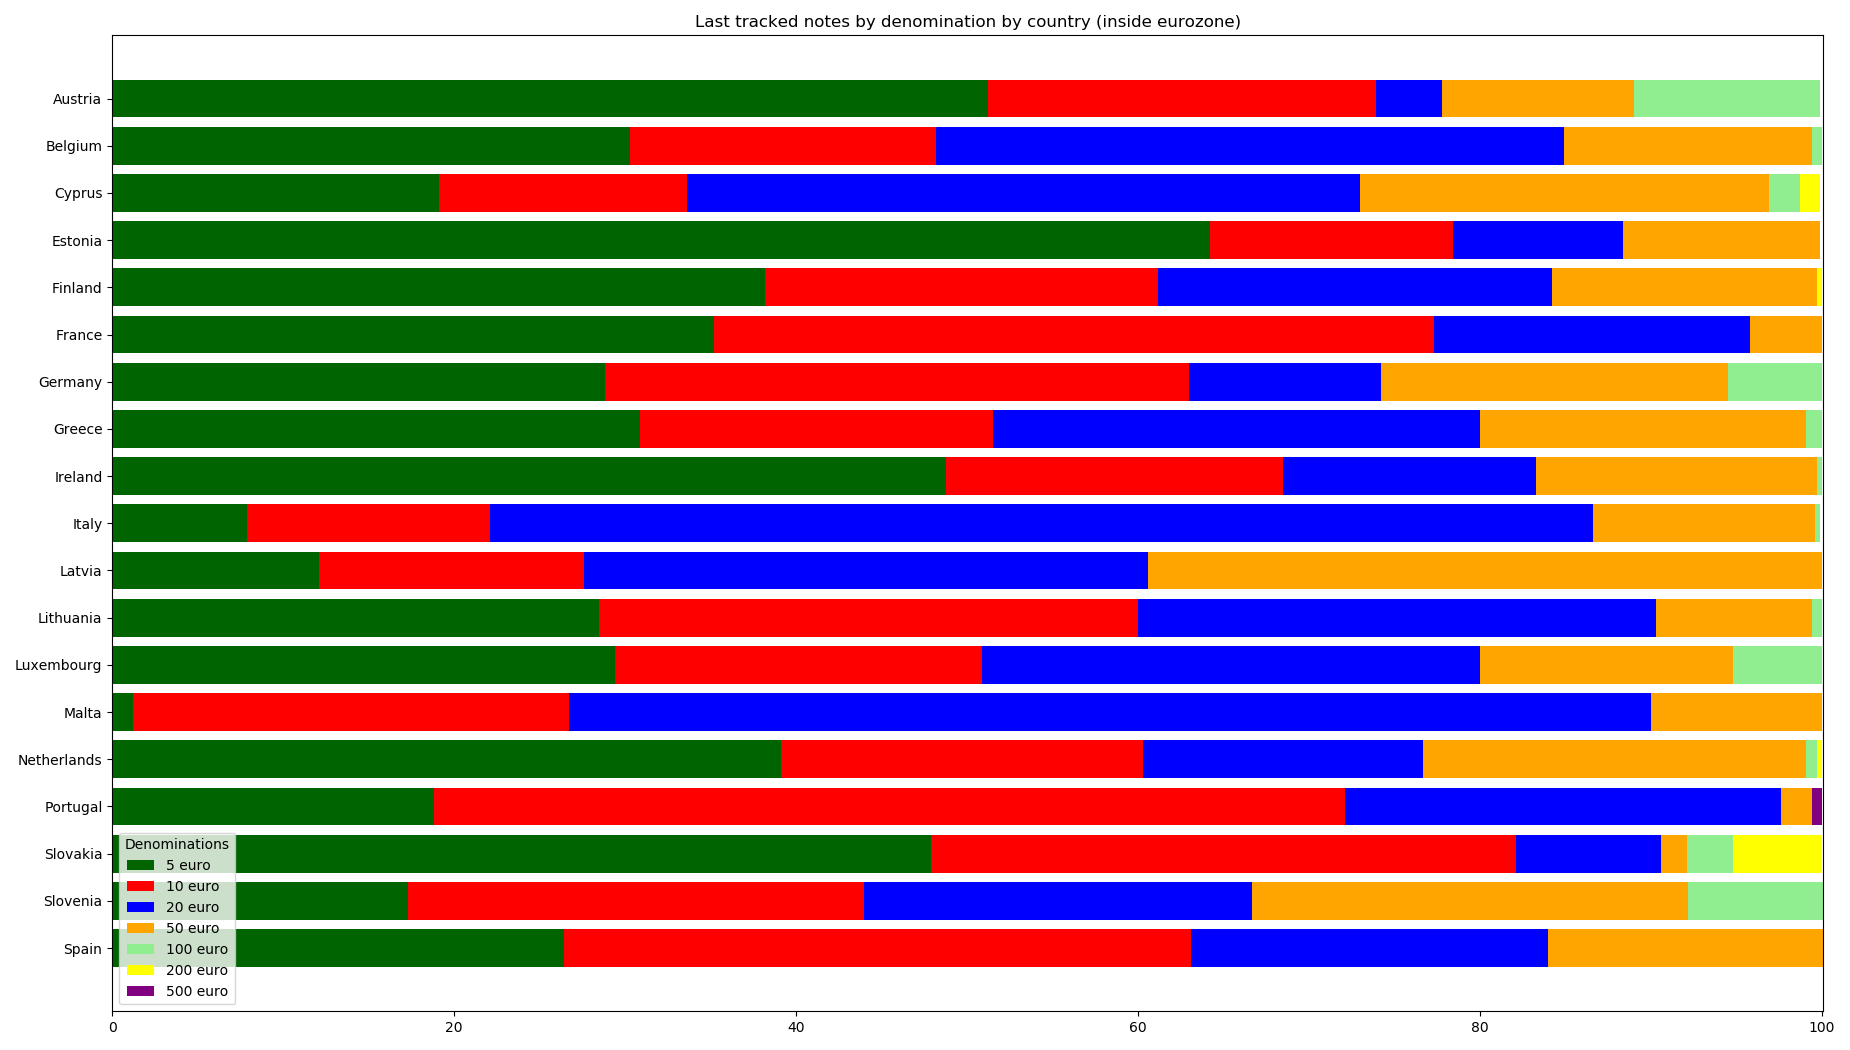 Last tracked notes by denomination by country (inside eurozone)
Austria
Belgium
Cyprus
Estonia
Finland
France
Germany
Greece
Ireland
Italy
Latvia
Lithuania
Luxembourg
Malta
Netherlands
Portugal
Slovakia
Slovenia
Spain
Denominations
5 euro
10 euro
20 euro
50 euro
100 euro
200 euro
500 euro
0 20 40 60 80 100